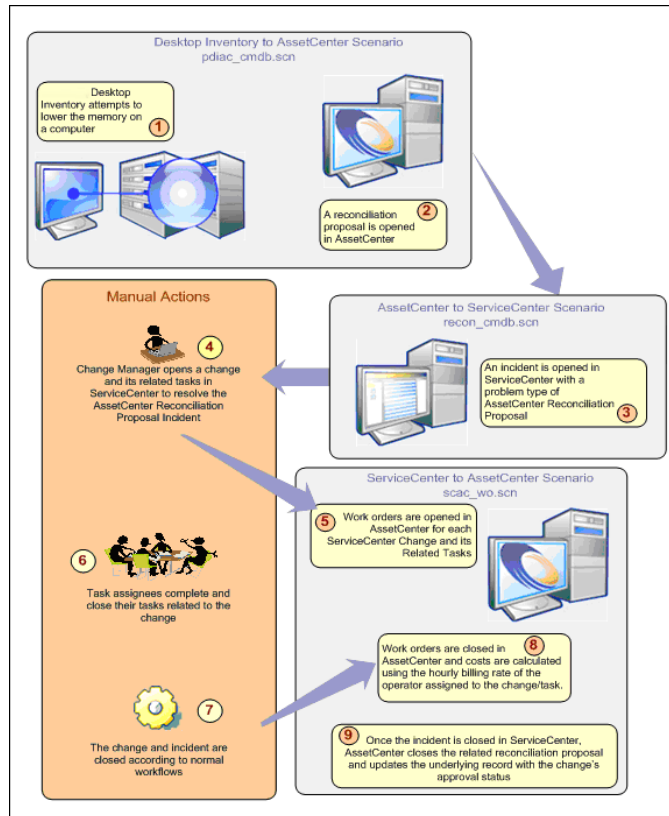 Desktop Inventory to AssetCenter Scenario
pdiac_cmdb.scn
Desktop
Inventory attempts to
lower the memory on
a computer
1
2
A reconciliation
proposal is opened
in AssetCenter
Manual Actions
4
Change Manager opens a change
and its related tasks in
ServiceCenter to resolve the
AssetCenter Reconciliation
Proposal Incident
AssetCenter to ServiceCenter Scenario
recon_cmdb.scn
An incident is opened in
ServiceCenter with a
problem type of
AssetCenter Reconciliation
Proposal
3
ServiceCenter to AssetCenter Scenario
scac_wo.scn
5
Work orders are opened in
AssetCenter for each
ServiceCenter Change and its
Related Tasks
6
Task assignees complete and
close their tasks related to the
change
7
The change and incident are
closed according to normal
workflows
8
Work orders are closed in
AssetCenter and costs are calculated
using the hourly billing rate of the
operator assigned to the change/task.
9
Once the incident is closed in ServiceCenter,
AssetCenter closes the related reconciliation proposal
and updates the underlying record with the change's
approval status